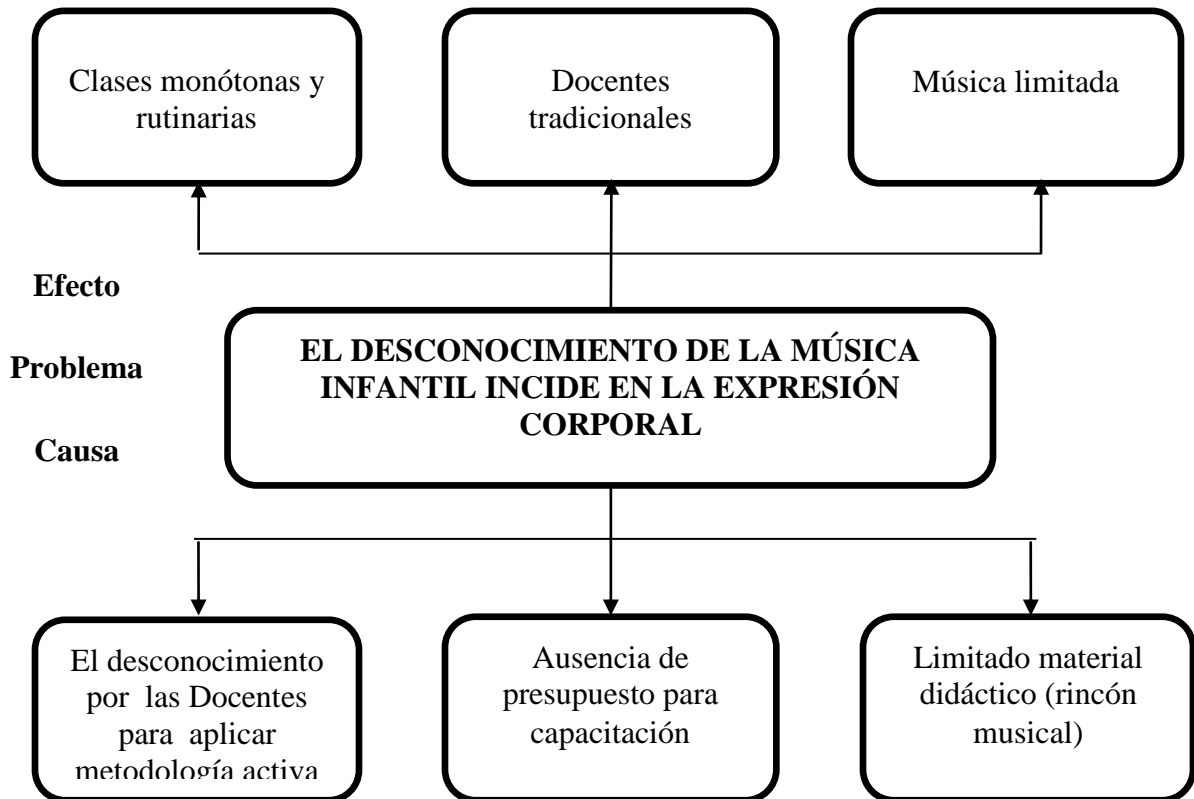 Clases monótonas y
rutinarias
Docentes
tradicionales
Música limitada
Efecto
Problema
Causa
EL DESCONOCIMIENTO DE LA MÚSICA
INFANTIL INCIDE EN LA EXPRESIÓN
CORPORAL
El desconocimiento
por las Docentes
para aplicar
metodología activa
Ausencia de
presupuesto para
capacitación
Limitado material
didáctico (rincón
musical)